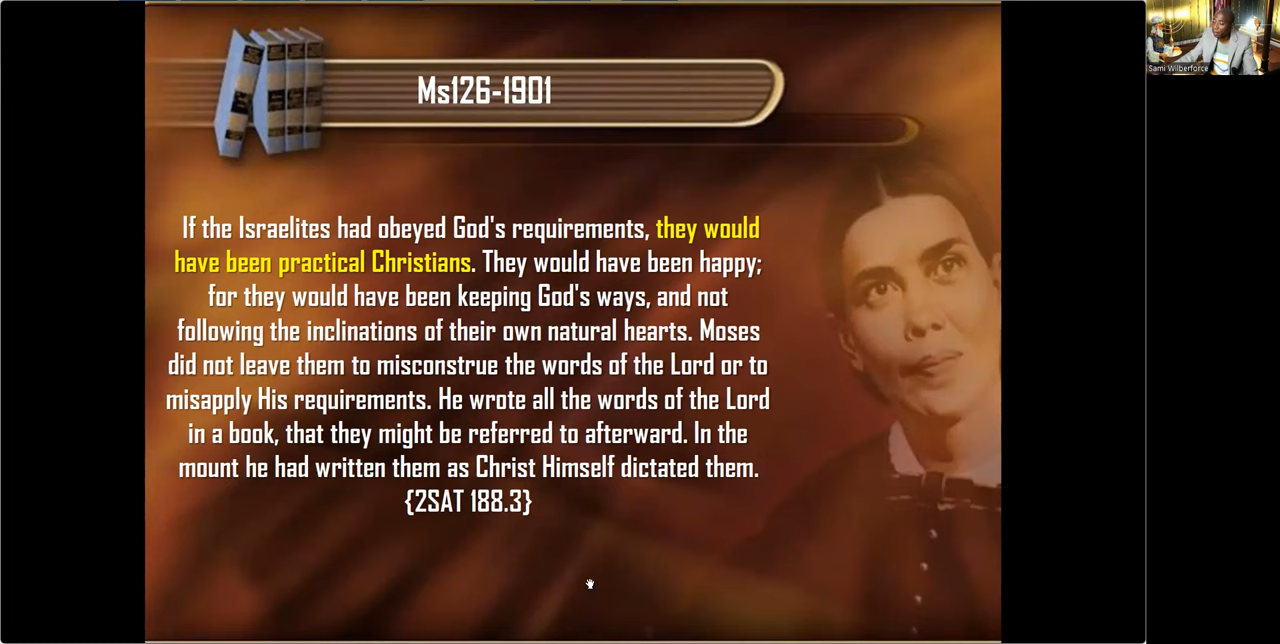 Ms126-1901
If the Israelites had obeyed God's requirements, they would
have been practical Christians. They would have been happy;
for they would have been keeping God's ways, and not
following the inclinations of their own natural hearts. Moses
did not leave them to misconstrue the words of the Lord or to
misapply His requirements. He wrote all the words of the Lord
in a book, that they might be referred to afterward. In the
mount he had written them as Christ Himself dictated them.
{2SAT 188.3}
Sami Wilberforce